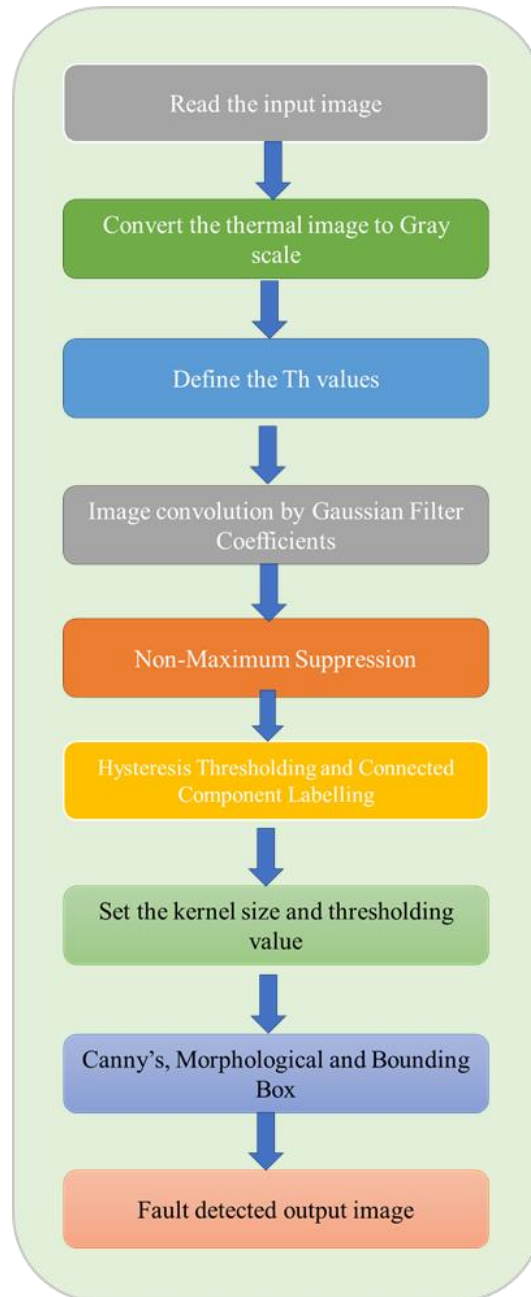 Read the input image
Convert the thermal image to Gray
scale
Define the Th values
Image convolution by Gaussian Filter
Coefficients
Non-Maximum Suppression
Hysteresis Thresholding and Connected
Component Labelling
Set the kernel size and thresholding
value
Canny's, Morphological and Bounding
Box
Fault detected output image